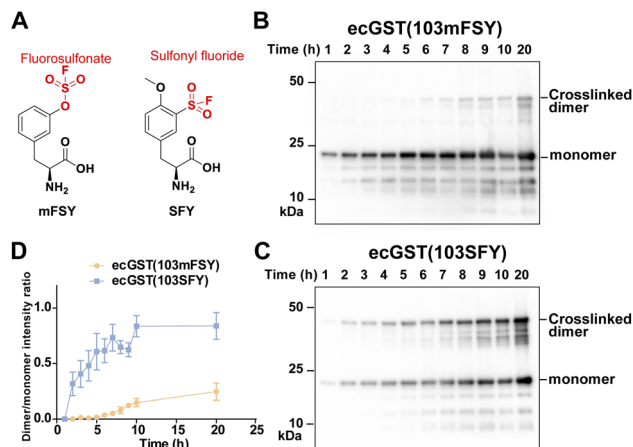 A
Fluorosulfonate
F
O S O
O
O
OH
NH2
mFSY
Sulfonyl fluoride
O
O
S F
O
O
OH
NH2
SFY
B
ecGST(103mFSY)
Time (h) 1 2 3 4 5 6 7 8 9 10 20
50
25
10
kDa
Crosslinked
dimer
monomer
C
ecGST(103SFY)
Time (h) 1 2 3 4 5 6 7 8 9 10 20
50
25
10
kDa
Crosslinked
dimer
monomer
D
ecGST(103mFSY)
ecGST(103SFY)
Dimer/monomer intensity ratio
1.0
0.5
0.0
0 5 10 15 20 25
Time (h)